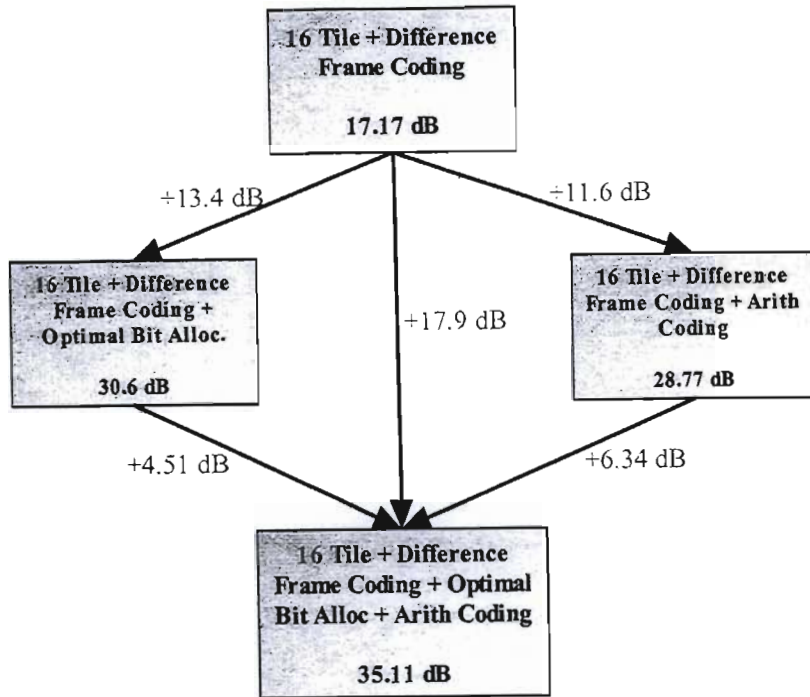 16 Tile + Difference
Frame Coding
17.17 dB
+13.4 dB
+11.6 dB
+17.9 dB
16 Tile + Difference
Frame Coding +
Optimal Bit Alloc.
30.6 dB
16 Tile + Difference
Frame Coding + Arith
Coding
28.77 dB
+4.51 dB
+6.34 dB
16 Tile + Difference
Frame Coding + Optimal
Bit Alloc + Arith Coding
35.11 dB